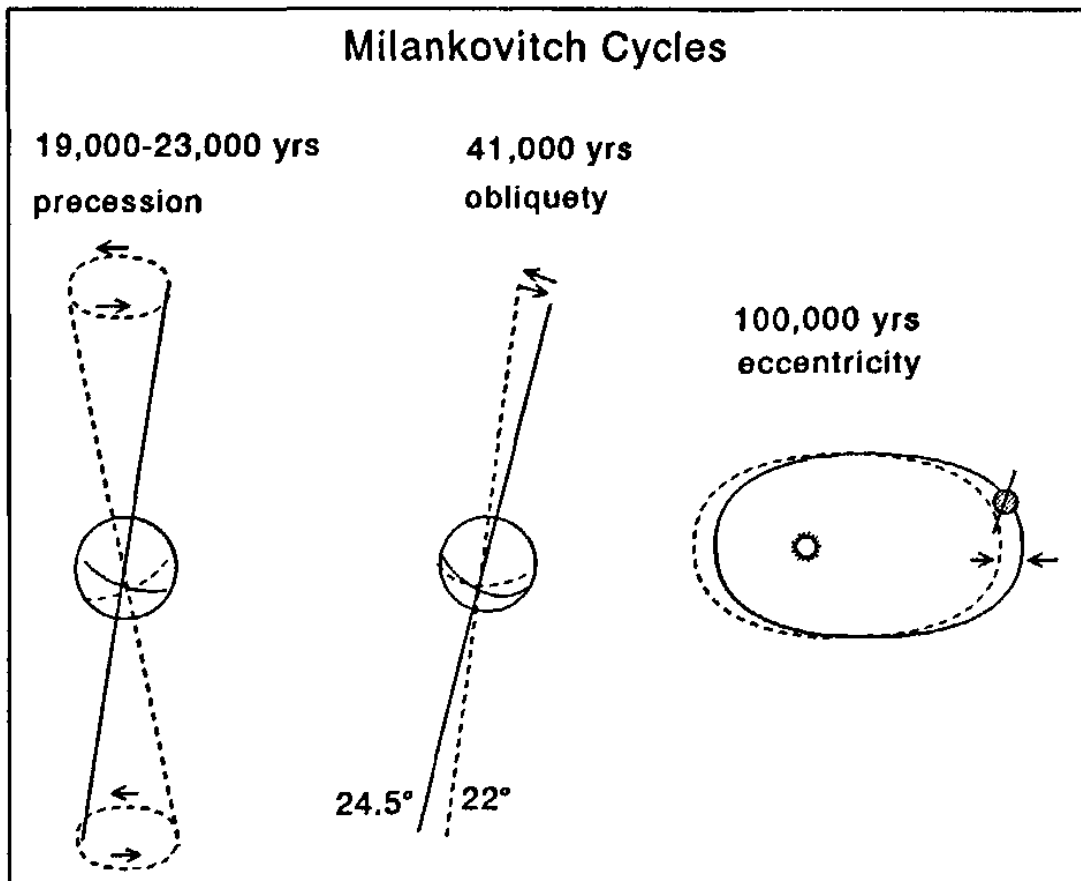 Milankovitch Cycles
19,000-23,000 yrs
precession
41,000 yrs
obliquety
100,000 yrs
eccentricity
24.5°
22°